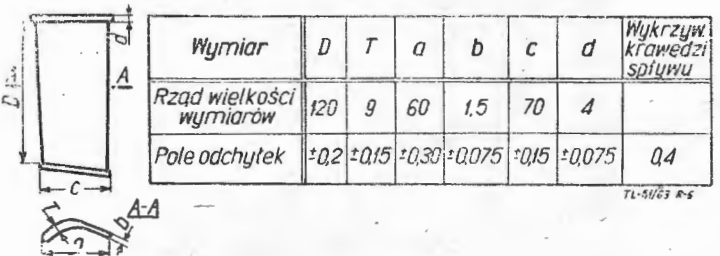 d
D
A
c
A-A
T
b
a
Wymiar D T a b c d Wykrzyw. krawędzi spływu
Rząd wielkości wymiarów 120 9 60 1,5 70 4
Pole odchyłek ±0,2 ±0,15 ±0,30 ±0,075 ±0,15 ±0,075 0,4
TL-51/63 R-6